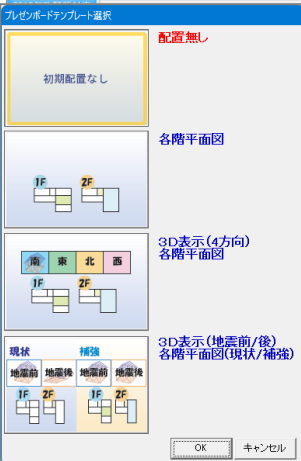 プレゼンボードテンプレート選択
初期配置なし
配置無し
1F 2F
各階平面図
南 東 北 西
1F 2F
3D表示(4方向)
各階平面図
現状 補強
地震前 地震後 地震前 地震後
1F 2F 1F 2F
3D表示(地震前/後)
各階平面図(現状/補強)
OK キャンセル